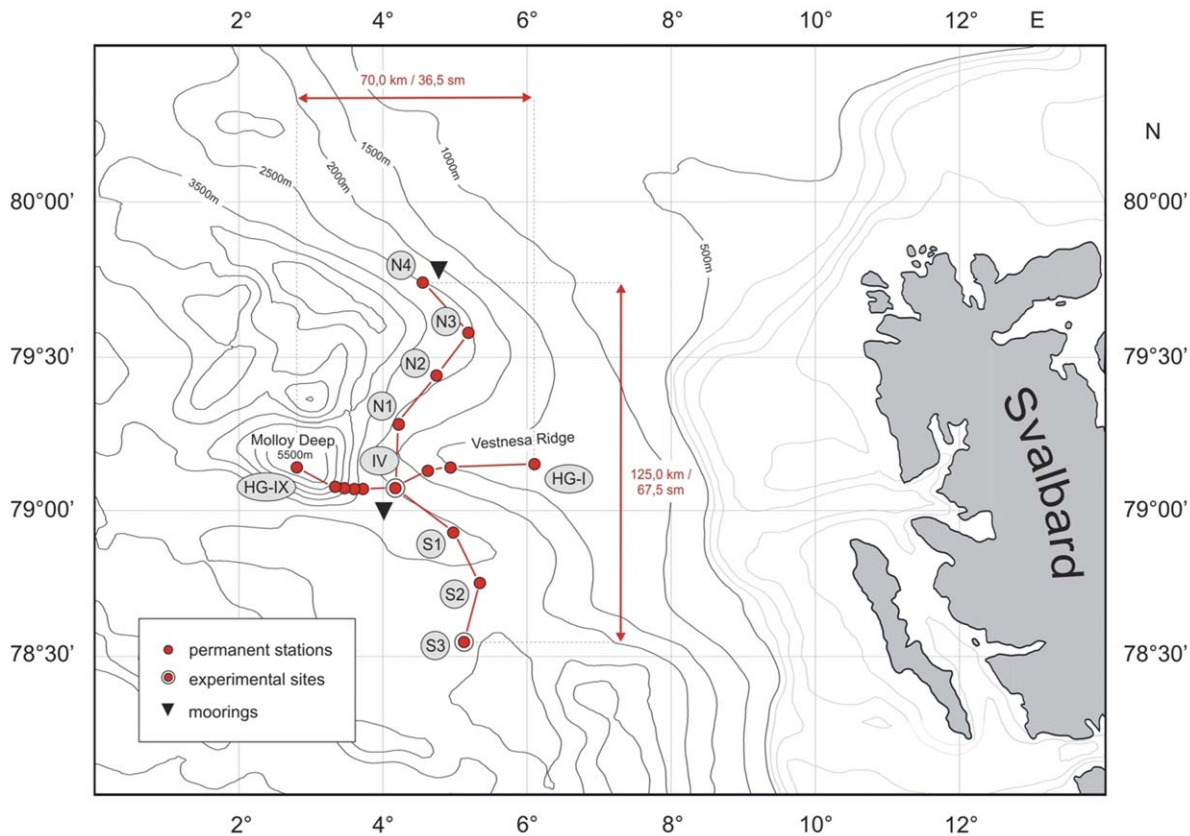 2° 4° 6° 8° 10° 12° E
70,0 km / 36,5 sm
N
1500m
1000m
2000m
2500m
3500m
80°00' 80°00'
500m
N4
N3
79°30' 79°30'
N2
N1
Svalbard
Molloy Deep
5500m
Vestnesa Ridge
IV
HG-I
HG-IX
125,0 km /
67,5 sm
79°00' 79°00'
S1
S2
S3
78°30' 78°30'
permanent stations
experimental sites
moorings
2° 4° 6° 8° 10° 12°